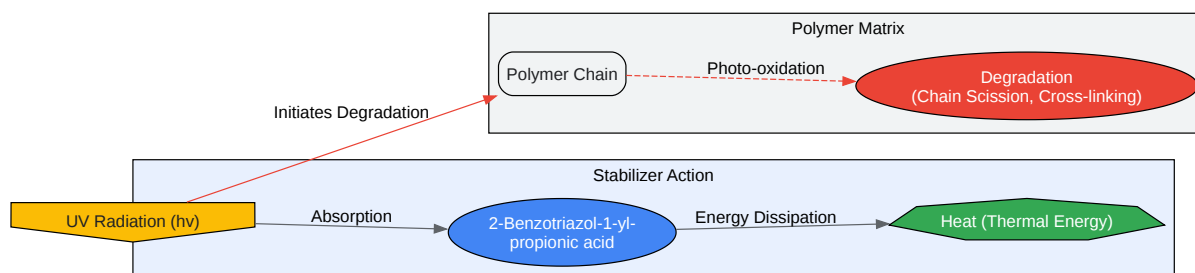 Polymer Matrix
Polymer Chain
Photo-oxidation
Degradation
(Chain Scission, Cross-linking)
Initiates Degradation
Stabilizer Action
UV Radiation (hv)
Absorption
2-Benzotriazol-1-yl-
propionic acid
Energy Dissipation
Heat (Thermal Energy)